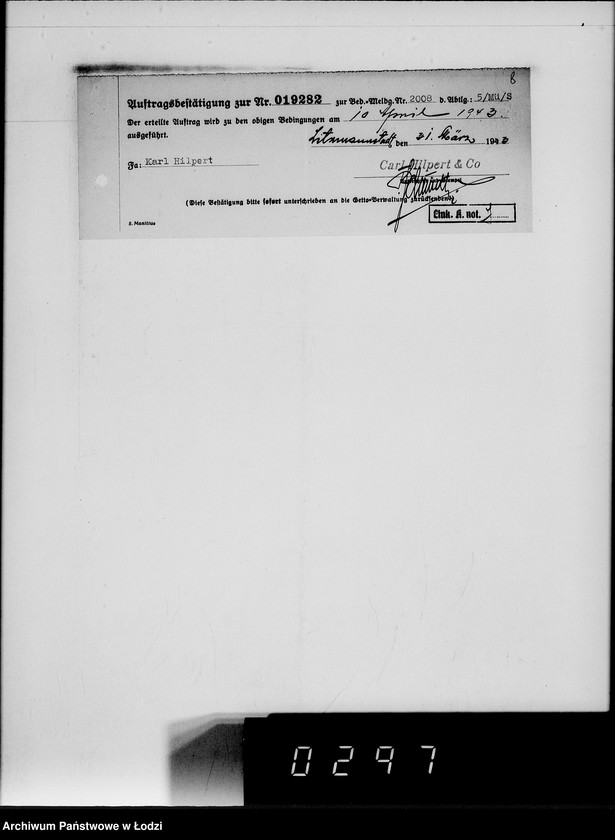 8
Auftragsbestätigung zur Nr. 019282 zur Bed.-Meldg. Nr. 2008 d. Abtlg.: 5/Mü/S
Der erteilte Auftrag wird zu den obigen Bedingungen am 10 April 1943.
ausgeführt.
Litzmannstadt den 31. März 1943
Fa: Karl Hilpert
Carl Hilpert & Co
(Diese Bestätigung bitte sofort unterschrieben an die Getto-Verwaltung zurücksenden!)
Eink. A. not.
S. Manitius
0297
Archiwum Państwowe w Łodzi